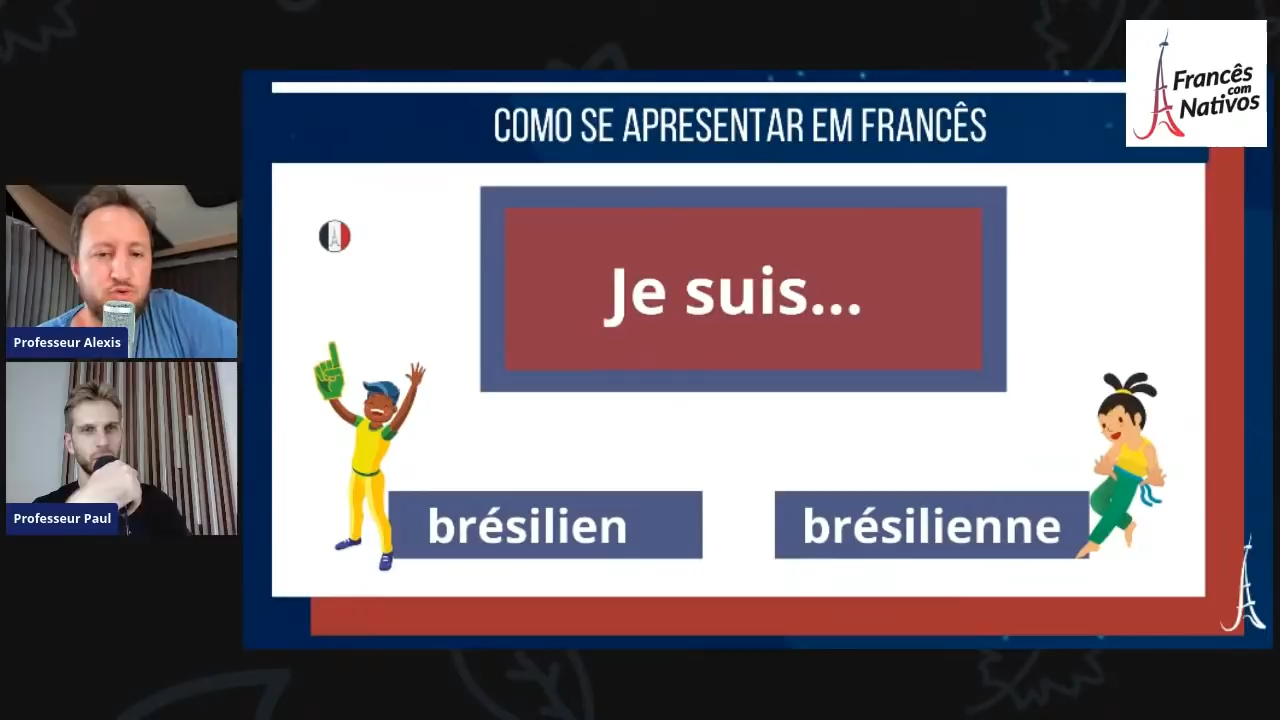 Francês
com
Nativos
COMO SE APRESENTAR EM FRANCÊS
Je suis...
Professeur Alexis
Professeur Paul
brésilien
brésilienne